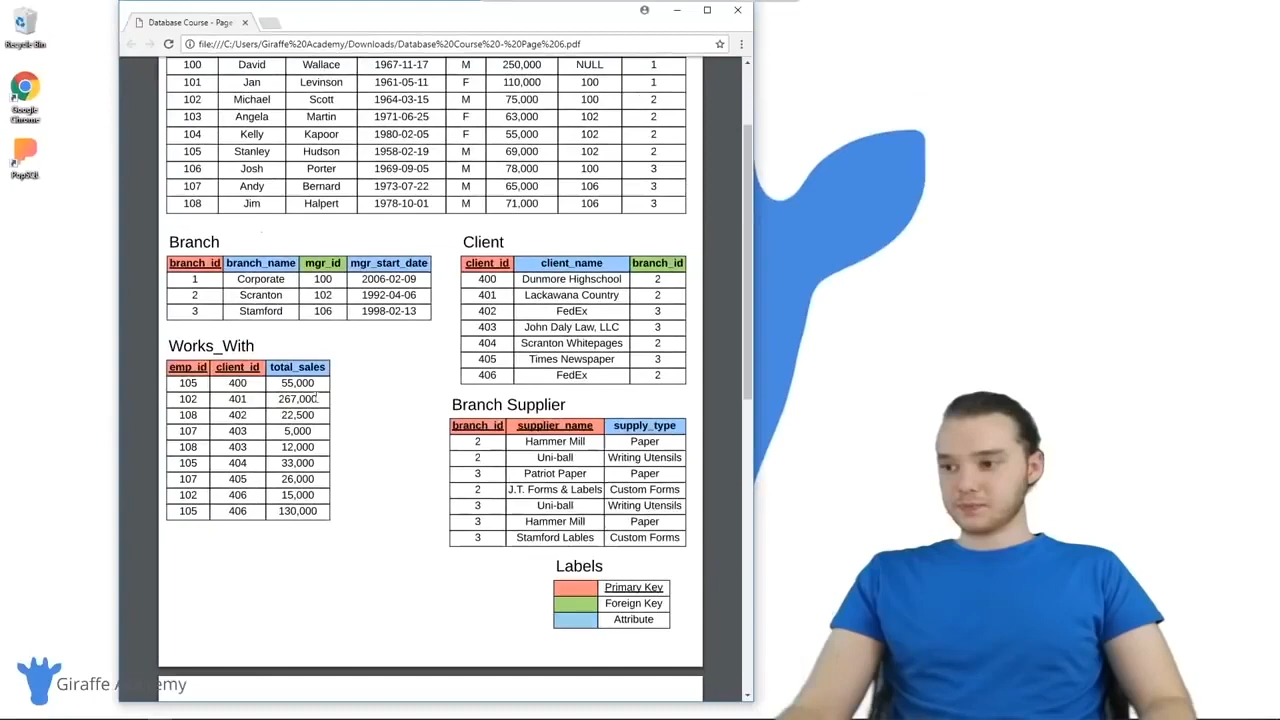 Database Course - Page
file:///C:/Users/Giraffe%20Academy/Downloads/Database%20Course%20-%20Page%206.pdf
Recycle Bin
Google Chrome
PopSQL
100 David Wallace 1967-11-17 M 250,000 NULL 1
101 Jan Levinson 1961-05-11 F 110,000 100 1
102 Michael Scott 1964-03-15 M 75,000 100 2
103 Angela Martin 1971-06-25 F 63,000 102 2
104 Kelly Kapoor 1980-02-05 F 55,000 102 2
105 Stanley Hudson 1958-02-19 M 69,000 102 2
106 Josh Porter 1969-09-05 M 78,000 100 3
107 Andy Bernard 1973-07-22 M 65,000 106 3
108 Jim Halpert 1978-10-01 M 71,000 106 3
Branch
branch_id branch_name mgr_id mgr_start_date
1 Corporate 100 2006-02-09
2 Scranton 102 1992-04-06
3 Stamford 106 1998-02-13
Works_With
emp_id client_id total_sales
105 400 55,000
102 401 267,000
108 402 22,500
107 403 5,000
108 403 12,000
105 404 33,000
107 405 26,000
102 406 15,000
105 406 130,000
Client
client_id client_name branch_id
400 Dunmore Highschool 2
401 Lackawana Country 2
402 FedEx 3
403 John Daly Law, LLC 3
404 Scranton Whitepages 2
405 Times Newspaper 3
406 FedEx 2
Branch Supplier
branch_id supplier_name supply_type
2 Hammer Mill Paper
2 Uni-ball Writing Utensils
3 Patriot Paper Paper
2 J.T. Forms & Labels Custom Forms
3 Uni-ball Writing Utensils
3 Hammer Mill Paper
3 Stamford Lables Custom Forms
Labels
Primary Key
Foreign Key
Attribute
Giraffe Academy